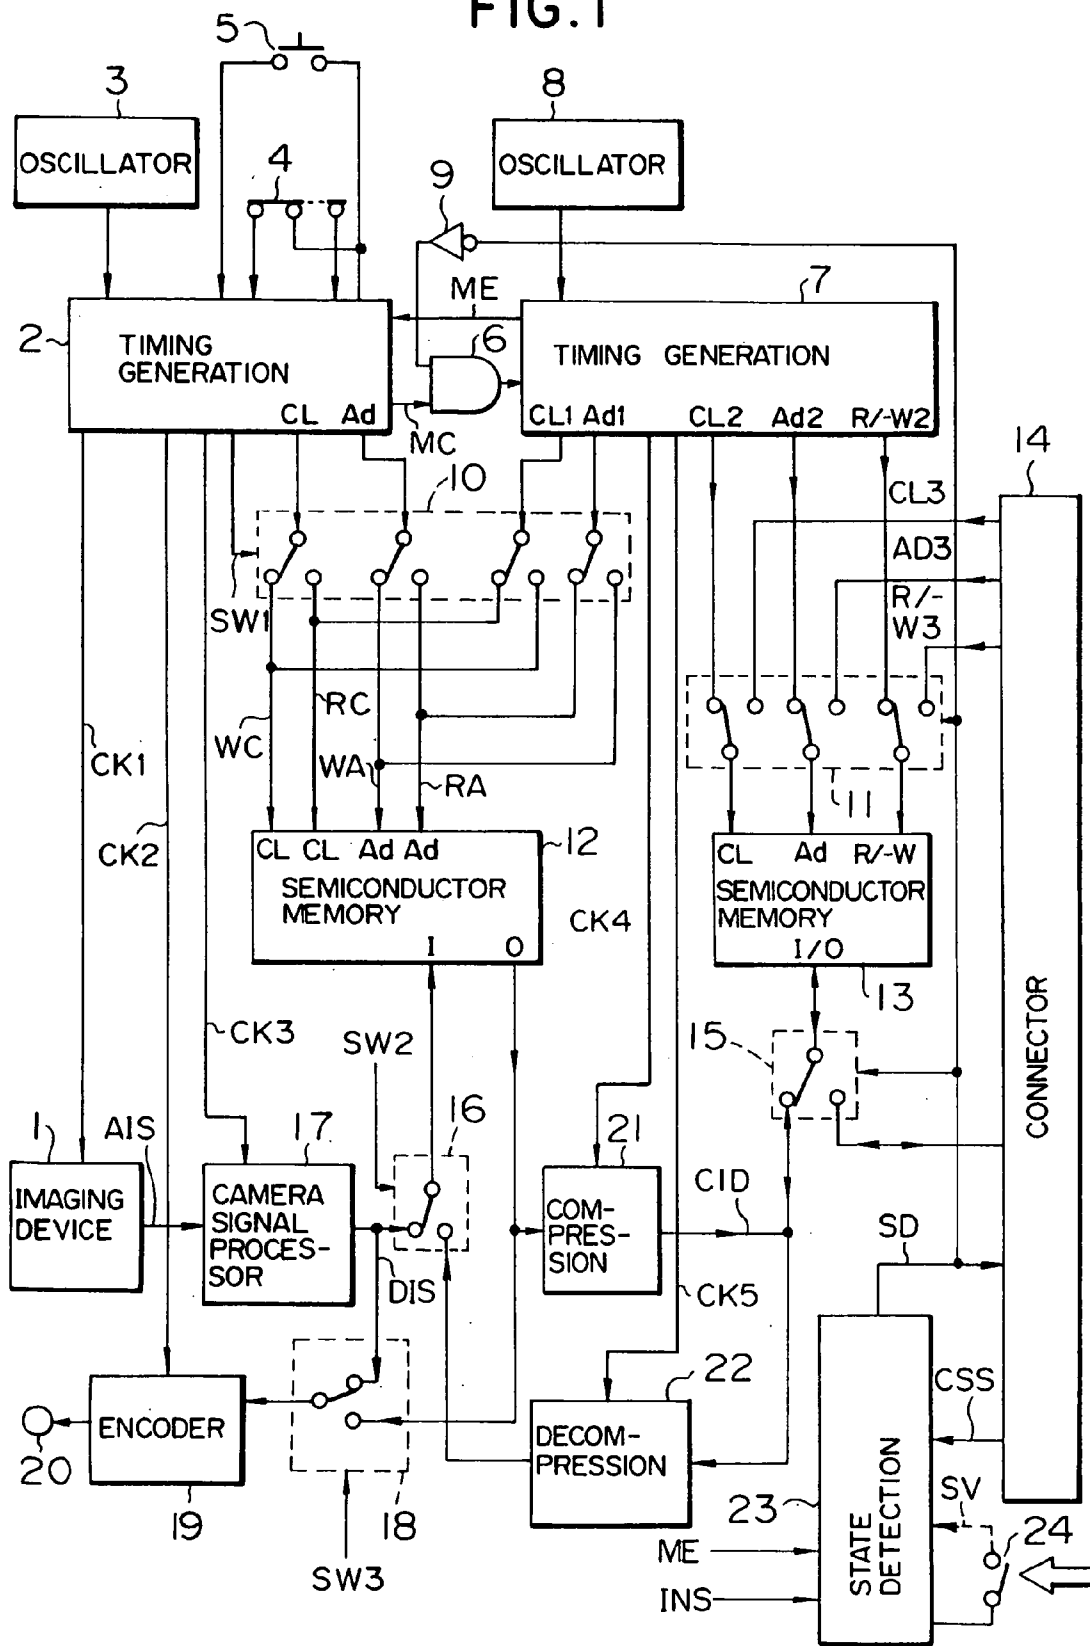 FIG. 1
5
3
8
OSCILLATOR
4
OSCILLATOR
9
7
ME
2
TIMING
GENERATION
6
TIMING GENERATION
CL Ad
MC
CL1 Ad1 CL2 Ad2 R/-W2
14
10
CL3
AD3
R/-
W3
SW1
RC
WC
CK1
WA
RA
11
CK2
12
CL CL Ad Ad
SEMICONDUCTOR
MEMORY
I O
CK4
CL Ad R/-W
SEMICONDUCTOR
MEMORY
I/O
13
CONNECTOR
CK3
SW2
15
1
AIS
17
16
21
IMAGING
DEVICE
CAMERA
SIGNAL
PROCES-
SOR
COM-
PRES-
SION
CID
SD
DIS
CK5
22
CSS
ENCODER
20
DECOM-
PRESSION
19
18
23
SV
24
STATE
DETECTION
ME
SW3
INS